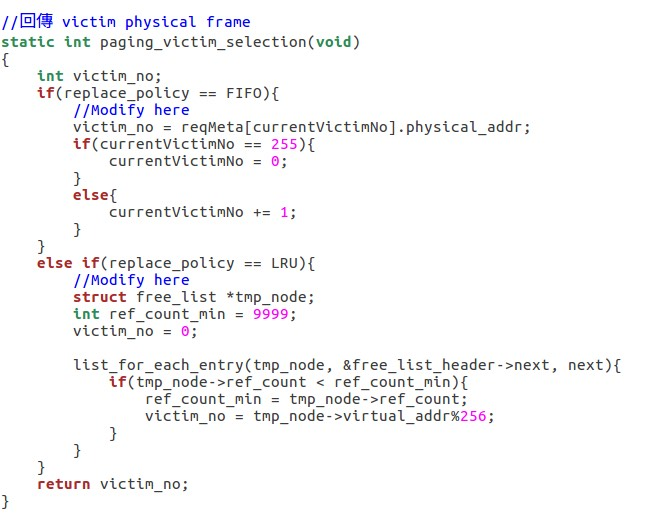 //回傳 victim physical frame
static int paging_victim_selection(void)
{
    int victim_no;
    if(replace_policy == FIFO){
        //Modify here
        victim_no = reqMeta[currentVictimNo].physical_addr;
        if(currentVictimNo == 255){
            currentVictimNo = 0;
        }
        else{
            currentVictimNo += 1;
        }
    }
    else if(replace_policy == LRU){
        //Modify here
        struct free_list *tmp_node;
        int ref_count_min = 9999;
        victim_no = 0;

        list_for_each_entry(tmp_node, &free_list_header->next, next){
            if(tmp_node->ref_count < ref_count_min){
                ref_count_min = tmp_node->ref_count;
                victim_no = tmp_node->virtual_addr%256;
            }
        }
    }
    return victim_no;
}